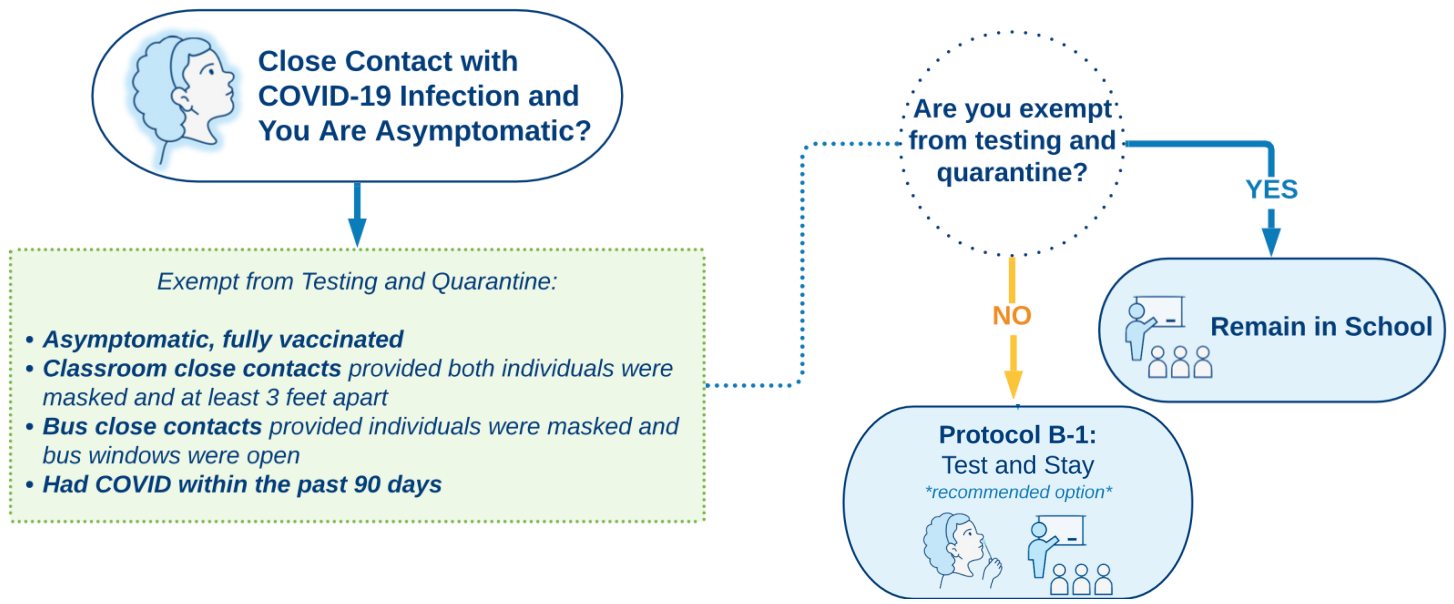 Close Contact with
COVID-19 Infection and
You Are Asymptomatic?
Exempt from Testing and Quarantine:
• Asymptomatic, fully vaccinated
• Classroom close contacts provided both individuals were
masked and at least 3 feet apart
• Bus close contacts provided individuals were masked and
bus windows were open
• Had COVID within the past 90 days
Are you exempt
from testing and
quarantine?
YES
Remain in School
NO
Protocol B-1:
Test and Stay
*recommended option*